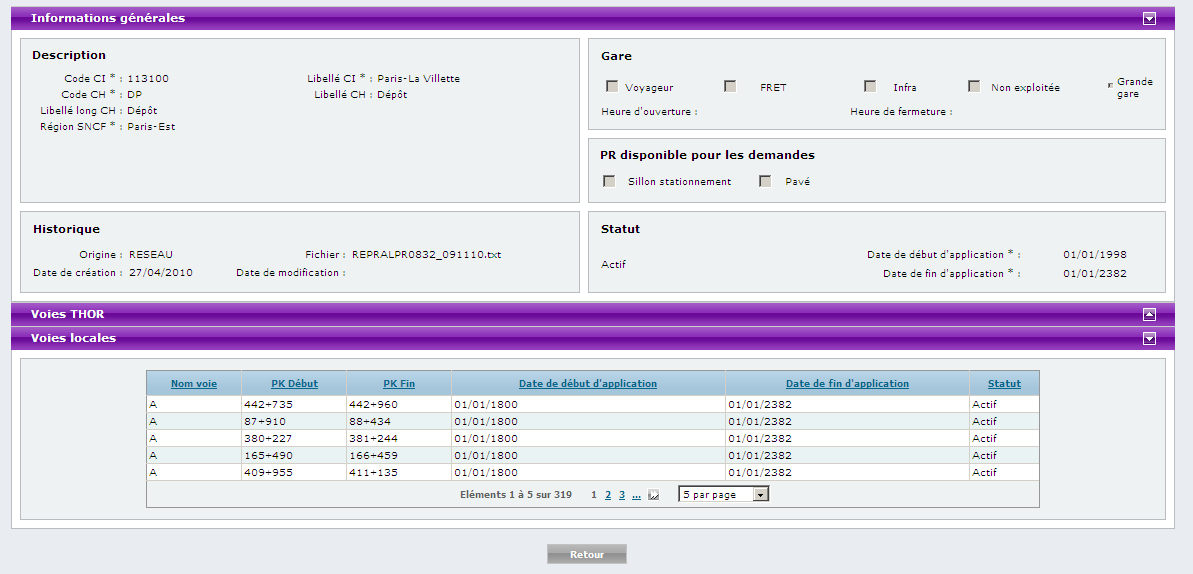 Informations générales
Description
Code CI * : 113100 Libellé CI * : Paris-La Villette
Code CH * : DP Libellé CH : Dépôt
Libellé long CH : Dépôt
Région SNCF * : Paris-Est
Gare
Voyageur FRET Infra Non exploitée Grande gare
Heure d'ouverture : Heure de fermeture :
PR disponible pour les demandes
Sillon stationnement Pavé
Historique
Origine : RESEAU Fichier : REPRALPR0832_091110.txt
Date de création : 27/04/2010 Date de modification :
Statut
Actif
Date de début d'application * : 01/01/1998
Date de fin d'application * : 01/01/2382
Voies THOR
Voies locales
Nom voie PK Début PK Fin Date de début d'application Date de fin d'application Statut
A 442+735 442+960 01/01/1800 01/01/2382 Actif
A 87+910 88+434 01/01/1800 01/01/2382 Actif
A 380+227 381+244 01/01/1800 01/01/2382 Actif
A 165+490 166+459 01/01/1800 01/01/2382 Actif
A 409+955 411+135 01/01/1800 01/01/2382 Actif
Eléments 1 à 5 sur 319 1 2 3 ... 5 par page
Retour